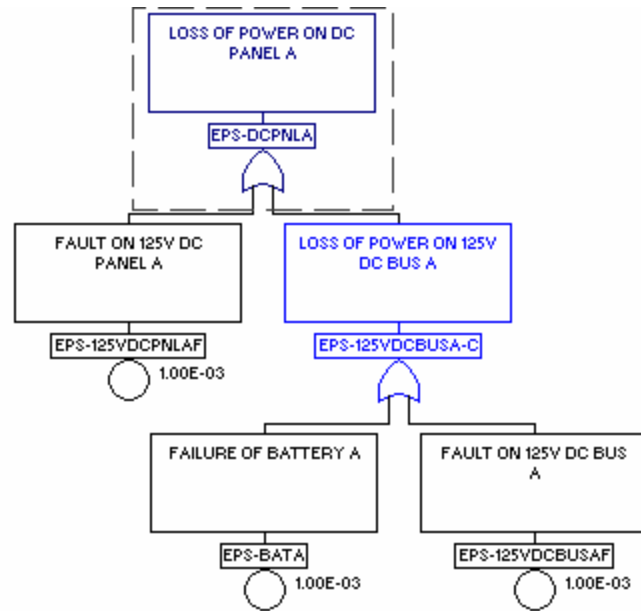 LOSS OF POWER ON DC
PANEL A
EPS-DCPNLA
FAULT ON 125V DC
PANEL A
EPS-125VDCPNLAF
1.00E-03
LOSS OF POWER ON 125V
DC BUS A
EPS-125VDCBUSA-C
FAILURE OF BATTERY A
EPS-BATA
1.00E-03
FAULT ON 125V DC BUS
A
EPS-125VDCBUSAF
1.00E-03